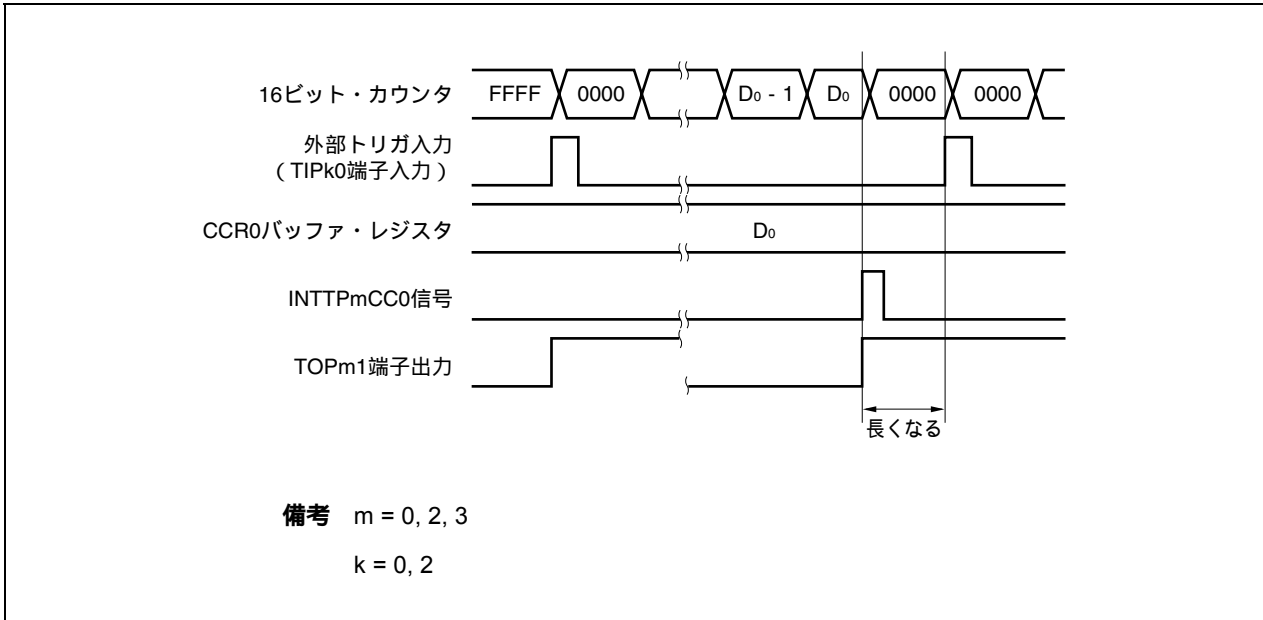 16ビット・カウンタ FFFF 0000 D0 - 1 D0 0000 0000
外部トリガ入力
(TIPk0端子入力)
CCR0バッファ・レジスタ D0
INTTPmCC0信号
TOPm1端子出力
長くなる
備考 m = 0, 2, 3
k = 0, 2